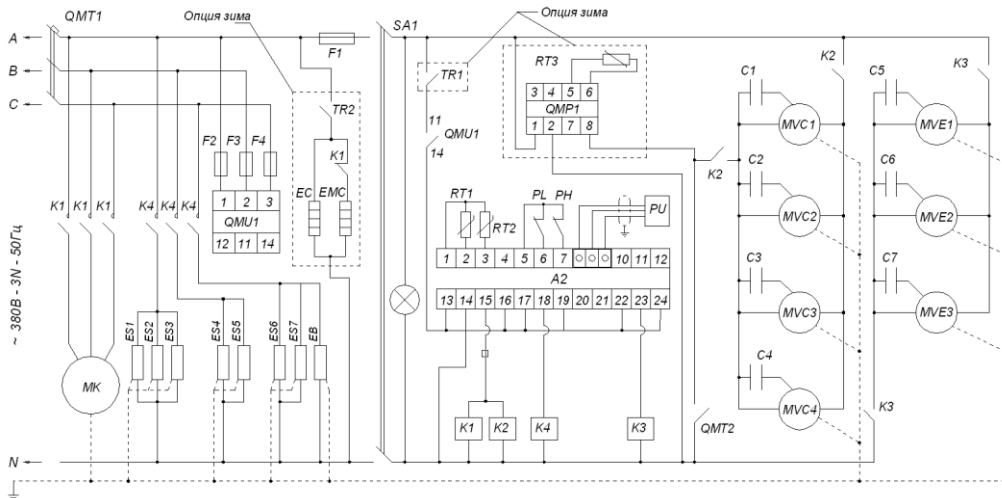 QMT1
Опция зима
SA1
Опция зима
A
B
C
F1
TR2
TR1
RT3
3 4 5 6
QMP1
1 2 7 8
K2
C1
MVC1
C5
K3
MVE1
11
QMU1
14
F2
F3
F4
K1
EC
EMC
1 2 3
QMU1
12 11 14
K1
K1
K1
K4
K4
K4
RT1
RT2
PL
PH
PU
K2
C2
MVC2
C6
MVE2
1 2 3 4 5 6 7 10 11 12
A2
13 14 15 16 17 18 19 20 21 22 23 24
C3
MVC3
C7
MVE3
~ 380В - 3N - 50Гц
ES1
ES2
ES3
ES4
ES5
ES6
ES7
EB
MK
C4
MVC4
K3
K1
K2
K4
K3
QMT2
N